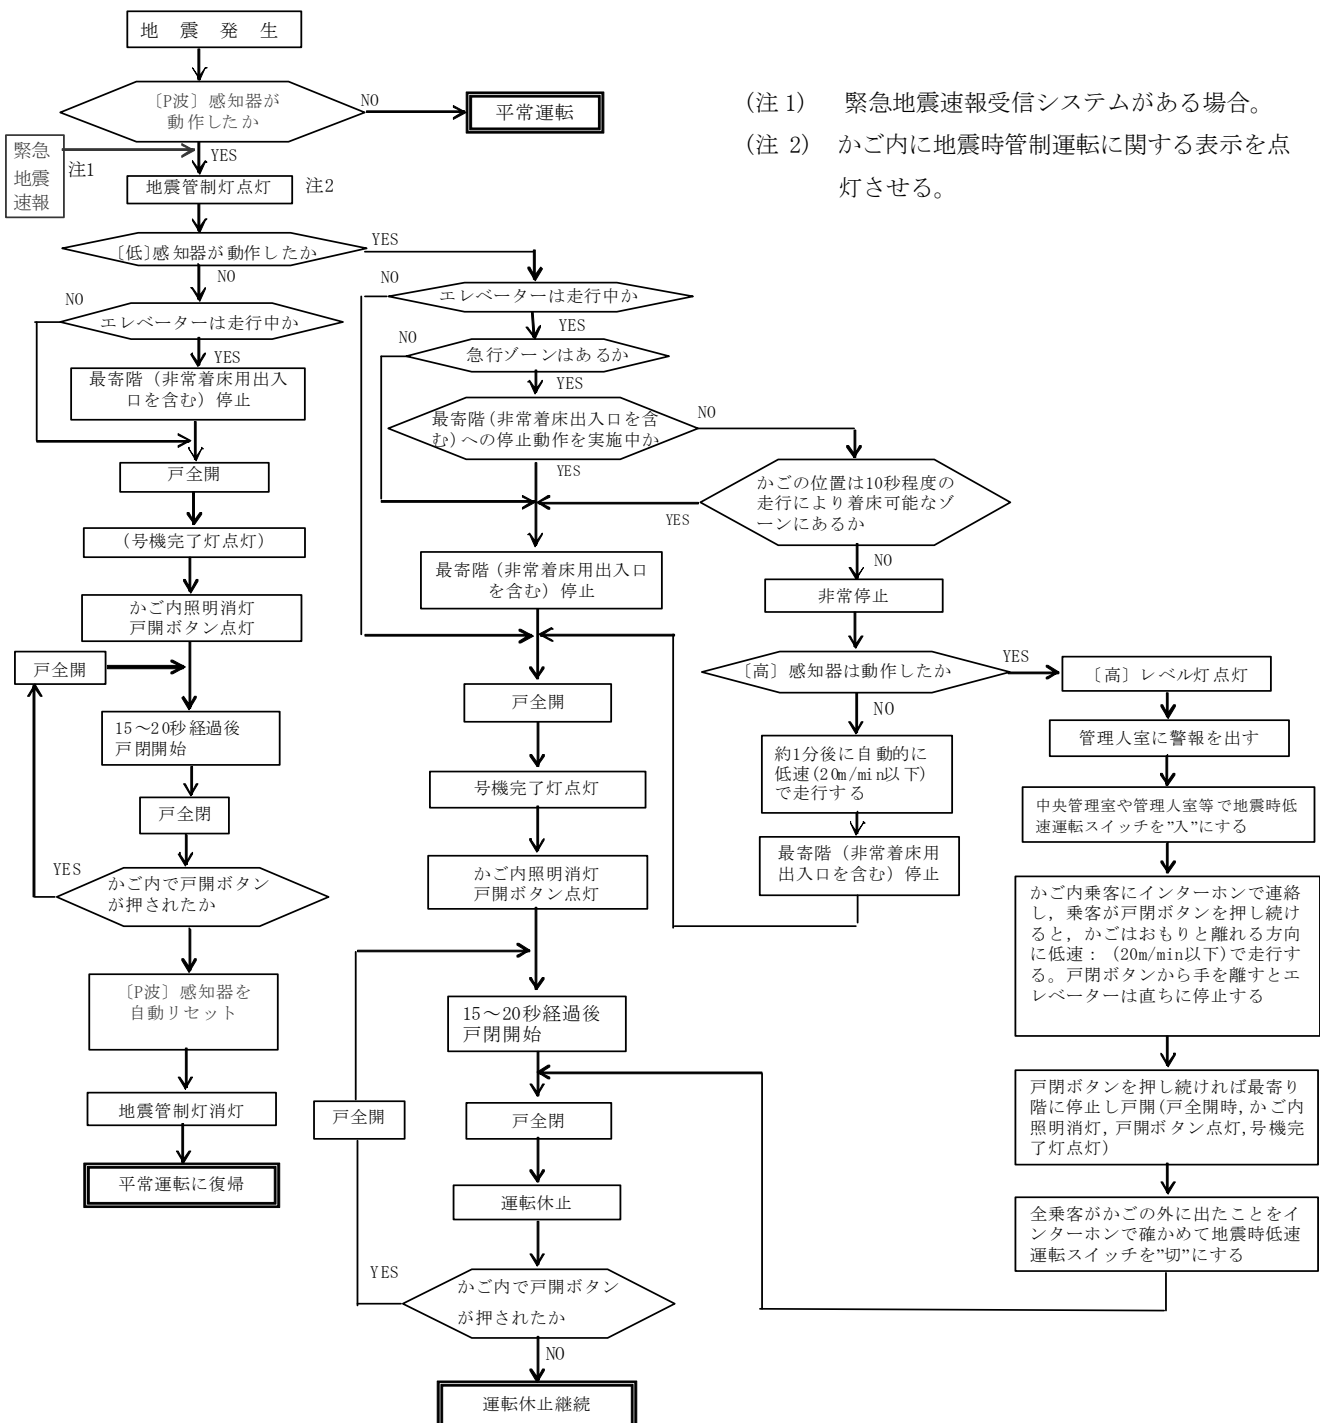 地 震 発 生
〔P波〕感知器が
動作したか
NO
平常運転
(注 1) 緊急地震速報受信システムがある場合。
(注 2) かご内に地震時管制運転に関する表示を点
灯させる。
緊急
地震
速報
注1
YES
地震管制灯点灯
注2
〔低〕感知器が動作したか
YES
NO
エレベーターは走行中か
NO
YES
最寄階（非常着床用出入
口を含む）停止
戸全開
(号機完了灯点灯)
かご内照明消灯
戸開ボタン点灯
戸全開
15～20秒経過後
戸閉開始
戸全閉
YES
かご内で戸開ボタン
が押されたか
〔P波〕感知器を
自動リセット
地震管制灯消灯
平常運転に復帰
NO
エレベーターは走行中か
YES
NO
急行ゾーンはあるか
YES
最寄階(非常着床出入口を含
む)への停止動作を実施中か
NO
YES
かごの位置は10秒程度の
走行により着床可能なゾ
ーンにあるか
YES
NO
最寄階(非常着床用出入口
を含む）停止
非常停止
〔高〕感知器は動作したか
YES
NO
戸全開
約1分後に自動的に
低速(20m/min以下)
で走行する
号機完了灯点灯
最寄階（非常着床用
出入口を含む）停止
かご内照明消灯
戸開ボタン点灯
15～20秒経過後
戸閉開始
戸全開
戸全閉
運転休止
YES
かご内で戸開ボタン
が押されたか
NO
運転休止継続
〔高〕レベル灯点灯
管理人室に警報を出す
中央管理室や管理人室等で地震時低
速運転スイッチを”入”にする
かご内乗客にインターホンで連絡
し，乗客が戸閉ボタンを押し続け
ると，かごはおもりと離れる方向
に低速：（20m/min以下)で走行す
る。戸閉ボタンから手を離すとエ
レベーターは直ちに停止する
戸閉ボタンを押し続ければ最寄り
階に停止し戸開(戸全開時,かご内
照明消灯,戸開ボタン点灯,号機完
了灯点灯)
全乗客がかごの外に出たことをイ
ンターホンで確かめて地震時低速
運転スイッチを”切”にする